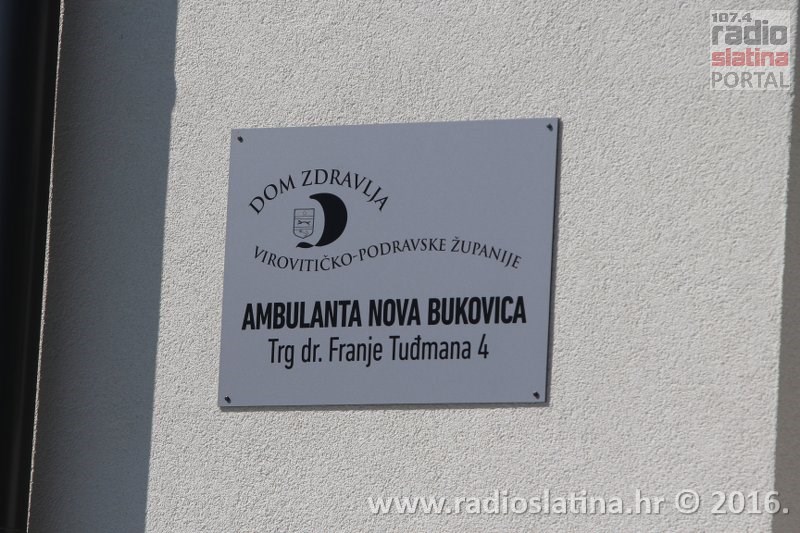 107.4
radio
slatina
PORTAL
DOM ZDRAVLJA
VIROVITIČKO-PODRAVSKE ŽUPANIJE
AMBULANTA NOVA BUKOVICA
Trg dr. Franje Tuđmana 4
www.radioslatina.hr © 2016.